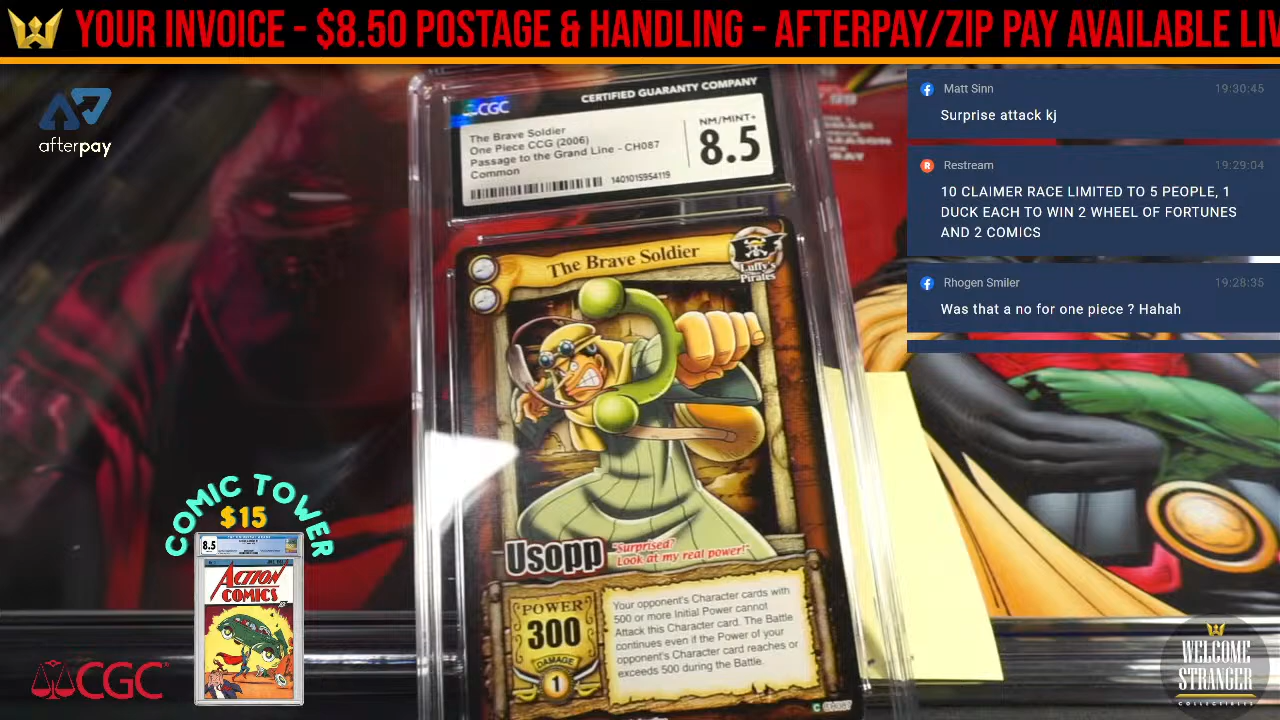 YOUR INVOICE - $8.50 POSTAGE & HANDLING - AFTERPAY/ZIP PAY AVAILABLE LIV
afterpay
CGC
CERTIFIED GUARANTY COMPANY
The Brave Soldier
One Piece CCG (2006)
Passage to the Grand Line - CH087
Common
NM/MINT+
8.5
1401015954119
The Brave Soldier
Luffy's
Pirates
Usopp
"Surprised?
Look at my real power!"
POWER
300
DAMAGE
1
Your opponent's Character cards with
500 or more Initial Power cannot
Attack this Character card. The Battle
continues even if the Power of your
opponent's Character card reaches or
exceeds 500 during the Battle.
Matt Sinn
19:30:45
Surprise attack kj
Restream
19:29:04
10 CLAIMER RACE LIMITED TO 5 PEOPLE, 1
DUCK EACH TO WIN 2 WHEEL OF FORTUNES
AND 2 COMICS
Rhogen Smiler
19:28:35
Was that a no for one piece ? Hahah
COMIC TOWER
$15
8.5
ACTION
COMICS
CGC
WELCOME
STRANGER
COLLECTIBLES